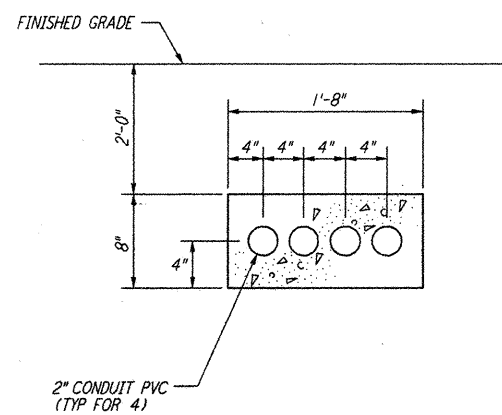 FINISHED GRADE
1'-8"
2'-0"
4" 4" 4" 4"
8"
4"
2" CONDUIT PVC
(TYP FOR 4)